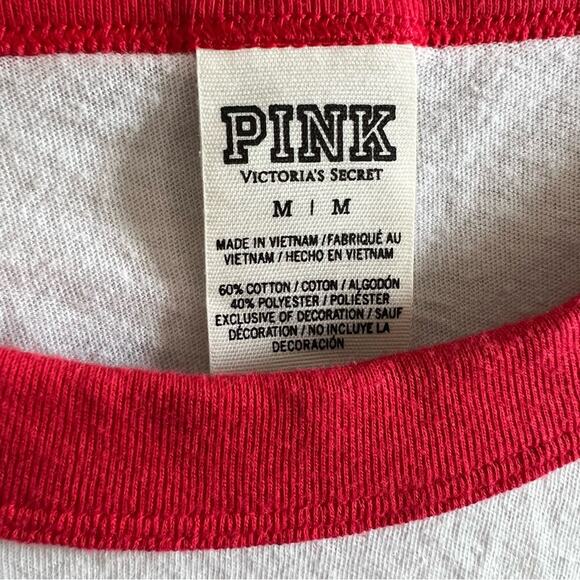 PINK
VICTORIA'S SECRET
M | M
MADE IN VIETNAM / FABRIQUÉ AU
VIETNAM / HECHO EN VIETNAM
60% COTTON / COTON / ALGODÓN
40% POLYESTER / POLIÉSTER
EXCLUSIVE OF DECORATION / SAUF
DÉCORATION / NO INCLUYE LA
DECORACIÓN